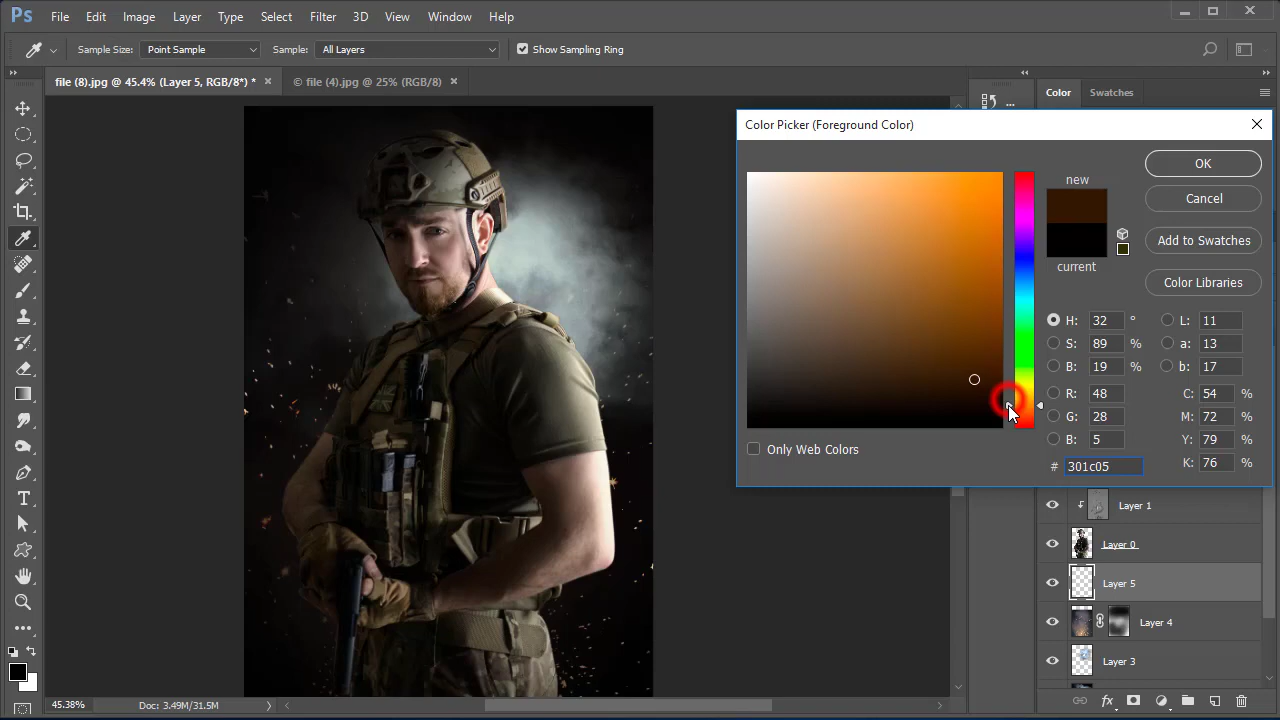 Ps File Edit Image Layer Type Select Filter 3D View Window Help
Sample Size: Point Sample Sample: All Layers Show Sampling Ring
file (8).jpg @ 45.4% (Layer 5, RGB/8*) * × © file (4).jpg @ 25% (RGB/8) ×
Color Swatches
Color Picker (Foreground Color)
new
current
OK
Cancel
Add to Swatches
Color Libraries
H: 32 ° L: 11
S: 89 % a: 13
B: 19 % b: 17
R: 48 C: 54 %
G: 28 M: 72 %
B: 5 Y: 79 %
# 301c05 K: 76 %
Only Web Colors
Layer 1
Layer 0
Layer 5
Layer 4
Layer 3
45.38% Doc: 3.49M/31.5M
fx